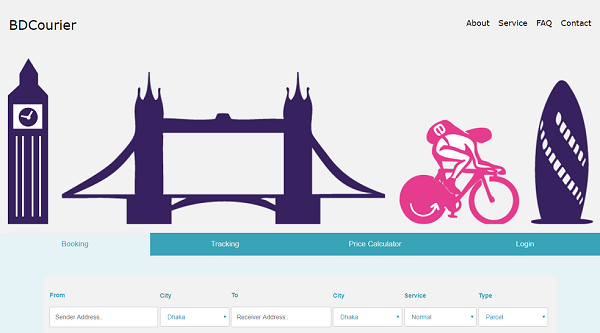 BDCourier
About Service FAQ Contact
Booking Tracking Price Calculator Login
From City To City Service Type
Sender Address.. Dhaka Receiver Address.. Dhaka Normal Parcel